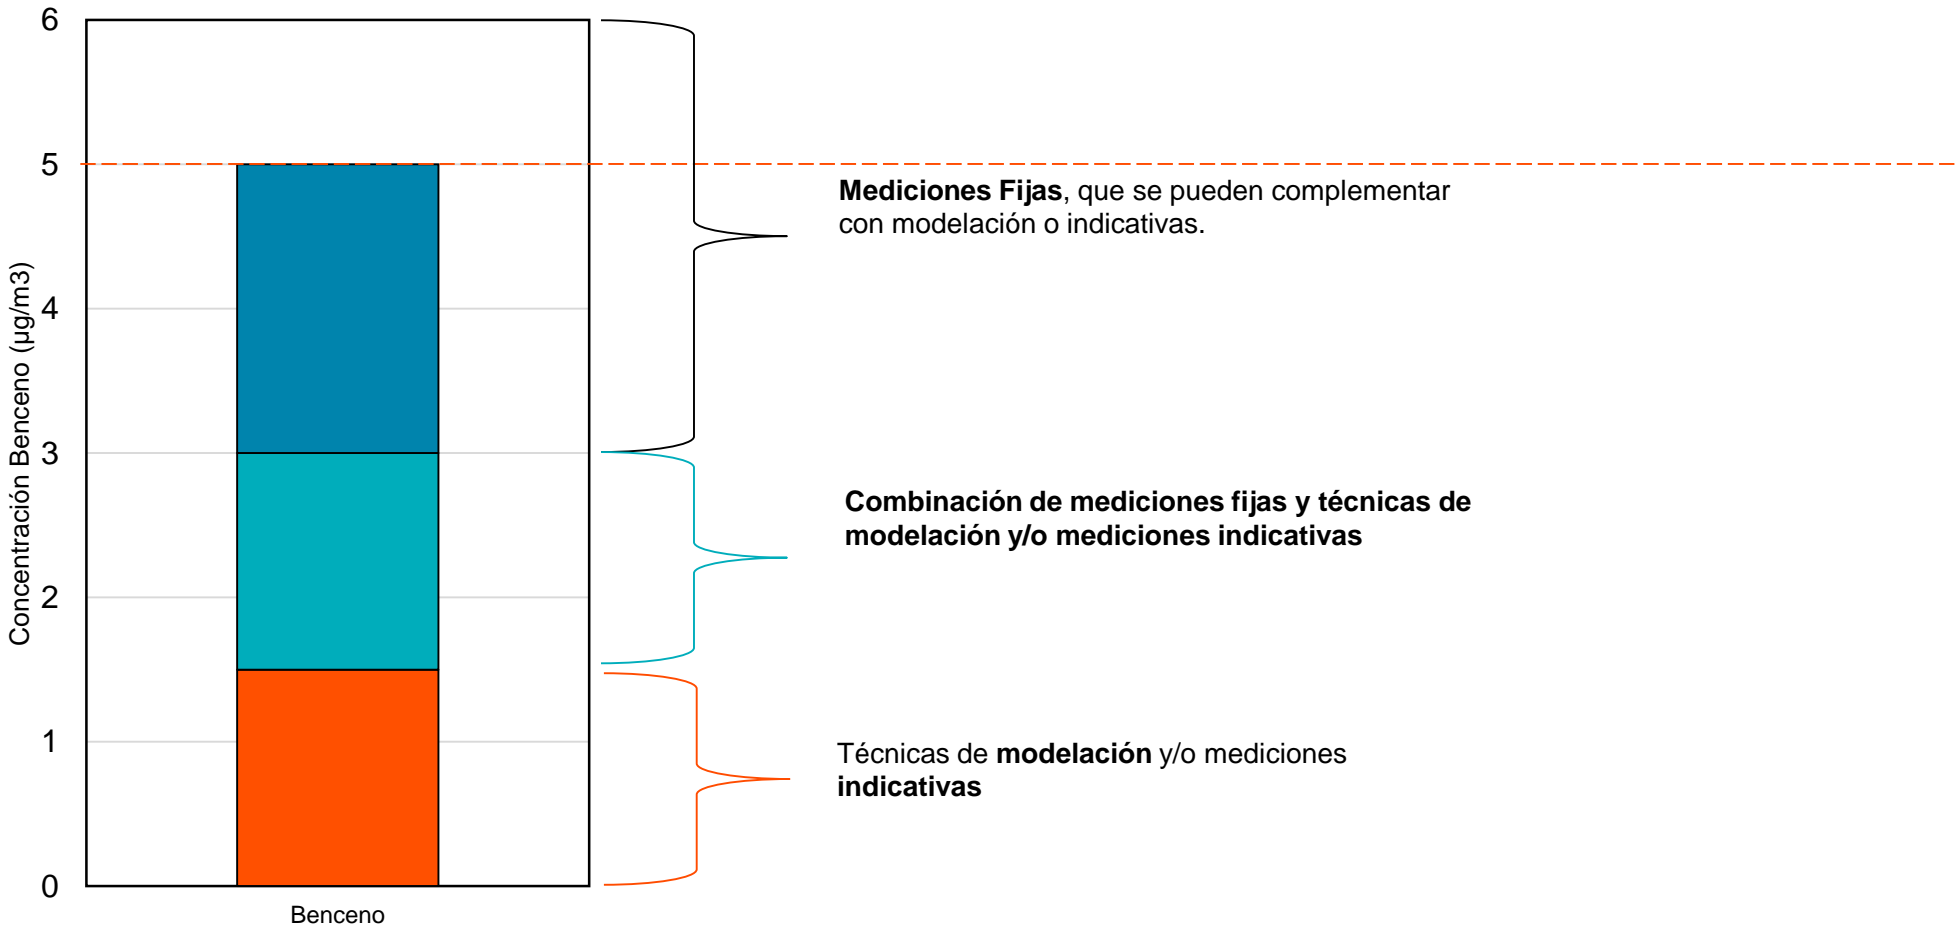 6
5
4
3
2
1
0
Concentración Benceno (µg/m3)
Benceno
Mediciones Fijas, que se pueden complementar
con modelación o indicativas.
Combinación de mediciones fijas y técnicas de
modelación y/o mediciones indicativas
Técnicas de modelación y/o mediciones
indicativas